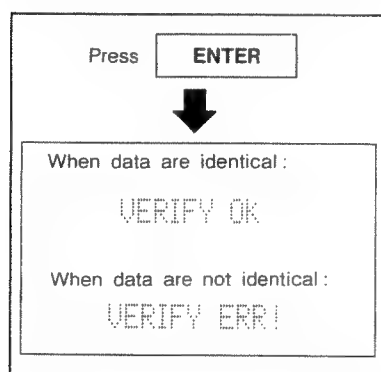 Press ENTER
When data are identical:
VERIFY OK
When data are not identical:
VERIFY ERR!